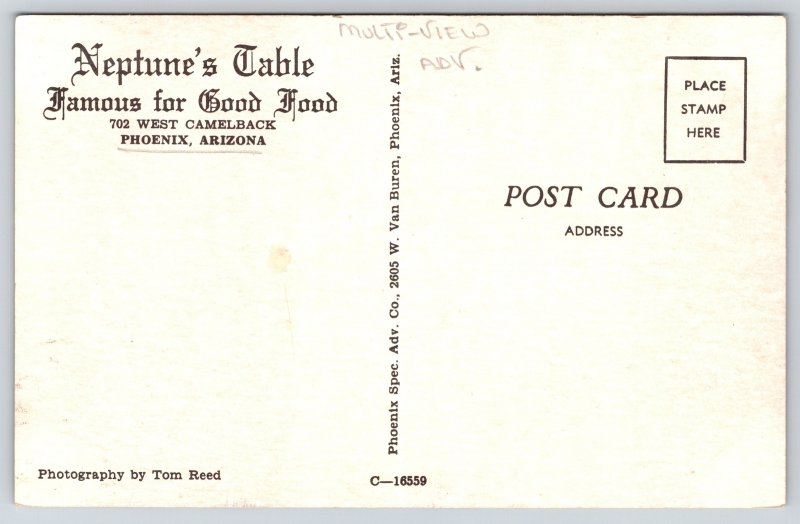 Neptune's Table
Famous for Good Food
702 WEST CAMELBACK
PHOENIX, ARIZONA
MULTI-VIEW
ADV.
Phoenix Spec. Adv. Co., 2605 W. Van Buren, Phoenix, Ariz.
PLACE
STAMP
HERE
POST CARD
ADDRESS
Photography by Tom Reed
C—16559